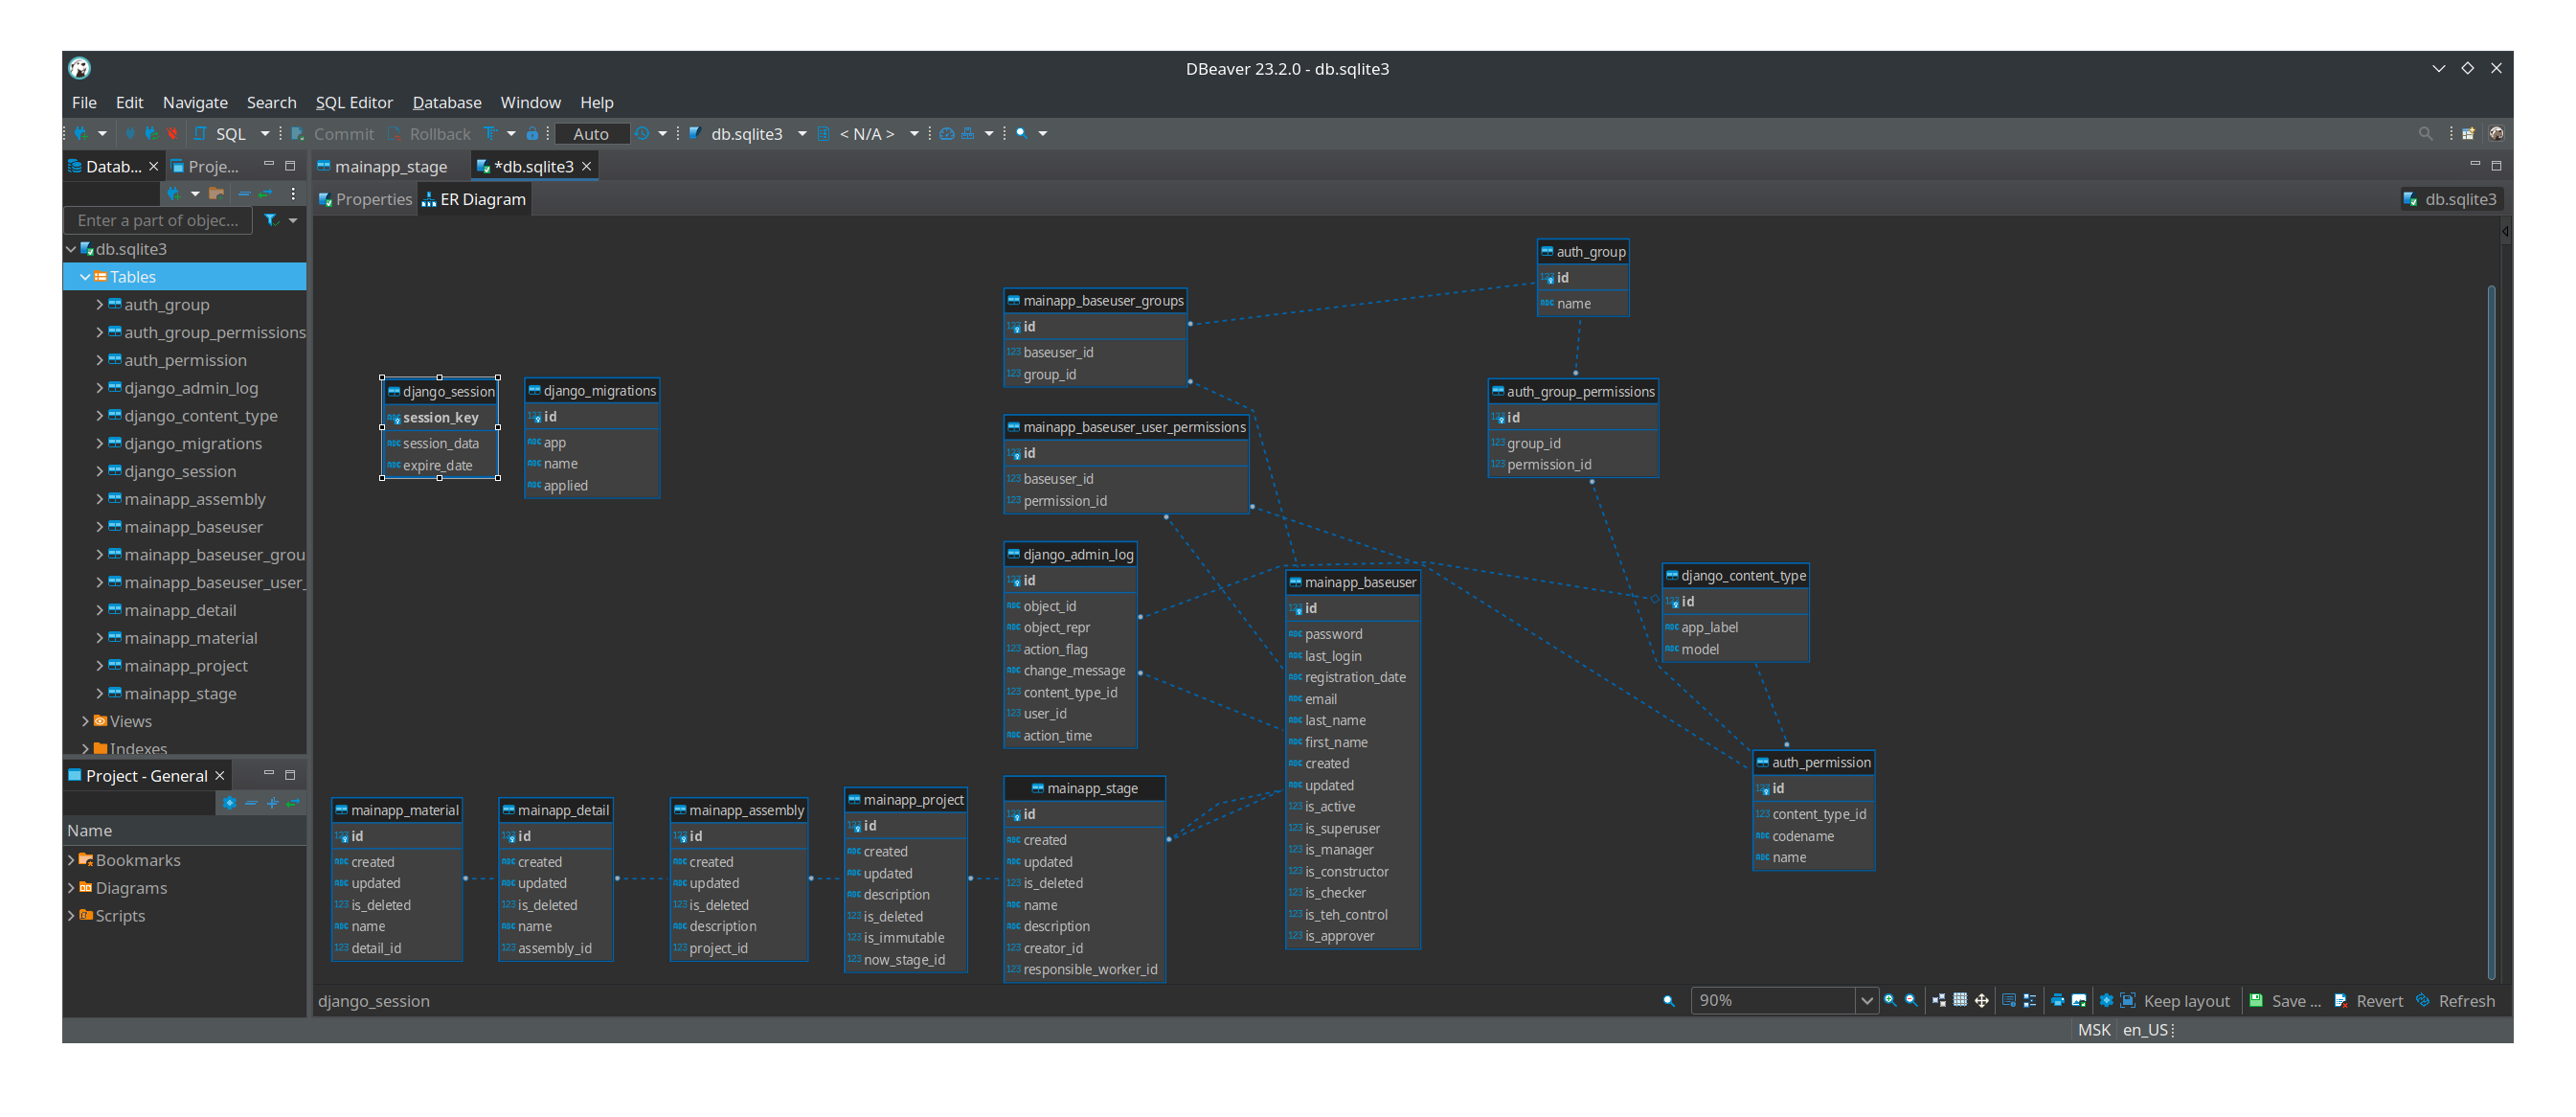 DBeaver 23.2.0 - db.sqlite3
File Edit Navigate Search SQL Editor Database Window Help
SQL Commit Rollback Auto db.sqlite3 < N/A >
Datab... Proje...
mainapp_stage *db.sqlite3
Properties ER Diagram db.sqlite3
Enter a part of objec...
db.sqlite3
Tables
auth_group
auth_group_permissions
auth_permission
django_admin_log
django_content_type
django_migrations
django_session
mainapp_assembly
mainapp_baseuser
mainapp_baseuser_grou
mainapp_baseuser_user_
mainapp_detail
mainapp_material
mainapp_project
mainapp_stage
Views
Indexes
Project - General
Name
Bookmarks
Diagrams
Scripts
django_session
session_key
session_data
expire_date
django_migrations
id
app
name
applied
mainapp_baseuser_groups
id
baseuser_id
group_id
mainapp_baseuser_user_permissions
id
baseuser_id
permission_id
django_admin_log
id
object_id
object_repr
action_flag
change_message
content_type_id
user_id
action_time
auth_group
id
name
auth_group_permissions
id
group_id
permission_id
mainapp_baseuser
id
password
last_login
registration_date
email
last_name
first_name
created
updated
is_active
is_superuser
is_manager
is_constructor
is_checker
is_teh_control
is_approver
django_content_type
id
app_label
model
auth_permission
id
content_type_id
codename
name
mainapp_material
id
created
updated
is_deleted
name
detail_id
mainapp_detail
id
created
updated
is_deleted
name
assembly_id
mainapp_assembly
id
created
updated
is_deleted
description
project_id
mainapp_project
id
created
updated
description
is_deleted
is_immutable
now_stage_id
mainapp_stage
id
created
updated
is_deleted
name
description
creator_id
responsible_worker_id
django_session 90% Keep layout Save ... Revert Refresh
MSK en_US